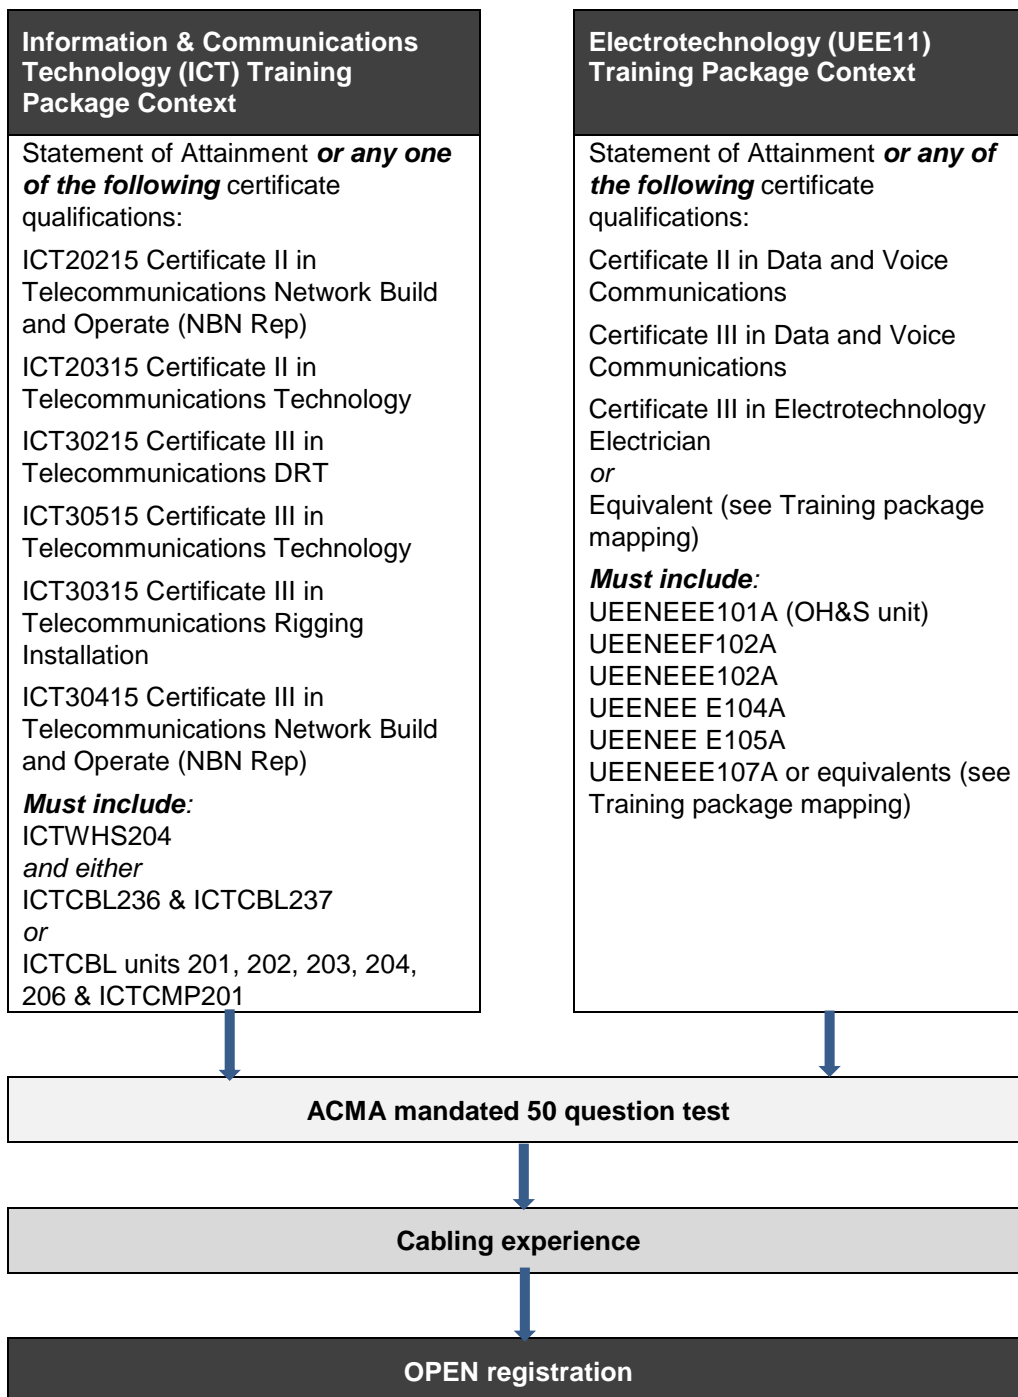 Information & Communications
Technology (ICT) Training
Package Context
Statement of Attainment or any one
of the following certificate
qualifications:
ICT20215 Certificate II in
Telecommunications Network Build
and Operate (NBN Rep)
ICT20315 Certificate II in
Telecommunications Technology
ICT30215 Certificate III in
Telecommunications DRT
ICT30515 Certificate III in
Telecommunications Technology
ICT30315 Certificate III in
Telecommunications Rigging
Installation
ICT30415 Certificate III in
Telecommunications Network Build
and Operate (NBN Rep)
Must include:
ICTWHS204
and either
ICTCBL236 & ICTCBL237
or
ICTCBL units 201, 202, 203, 204,
206 & ICTCMP201
Electrotechnology (UEE11)
Training Package Context
Statement of Attainment or any of
the following certificate
qualifications:
Certificate II in Data and Voice
Communications
Certificate III in Data and Voice
Communications
Certificate III in Electrotechnology
Electrician
or
Equivalent (see Training package
mapping)
Must include:
UEENEEE101A (OH&S unit)
UEENEEF102A
UEENEEE102A
UEENEE E104A
UEENEE E105A
UEENEEE107A or equivalents (see
Training package mapping)
ACMA mandated 50 question test
Cabling experience
OPEN registration